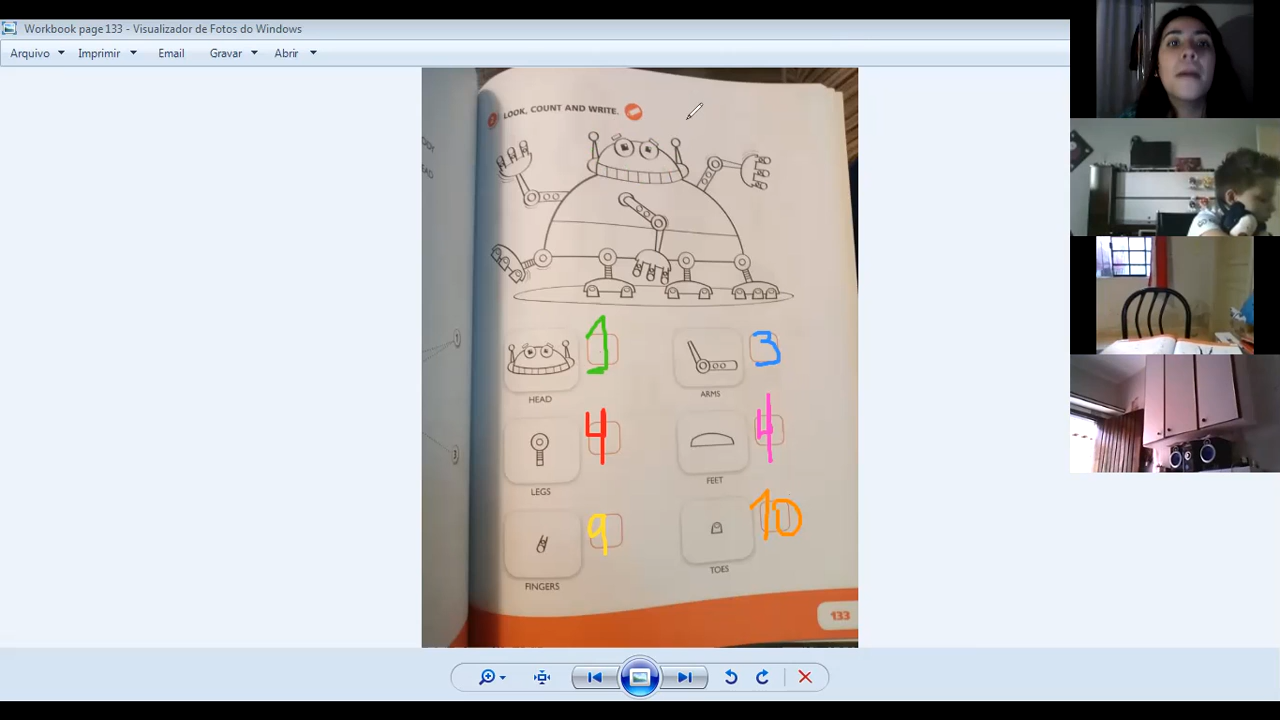 Workbook page 133 - Visualizador de Fotos do Windows
Arquivo Imprimir Email Gravar Abrir
2 LOOK, COUNT AND WRITE.
1 3
HEAD ARMS
4 4
LEGS FEET
9 10
FINGERS TOES
133